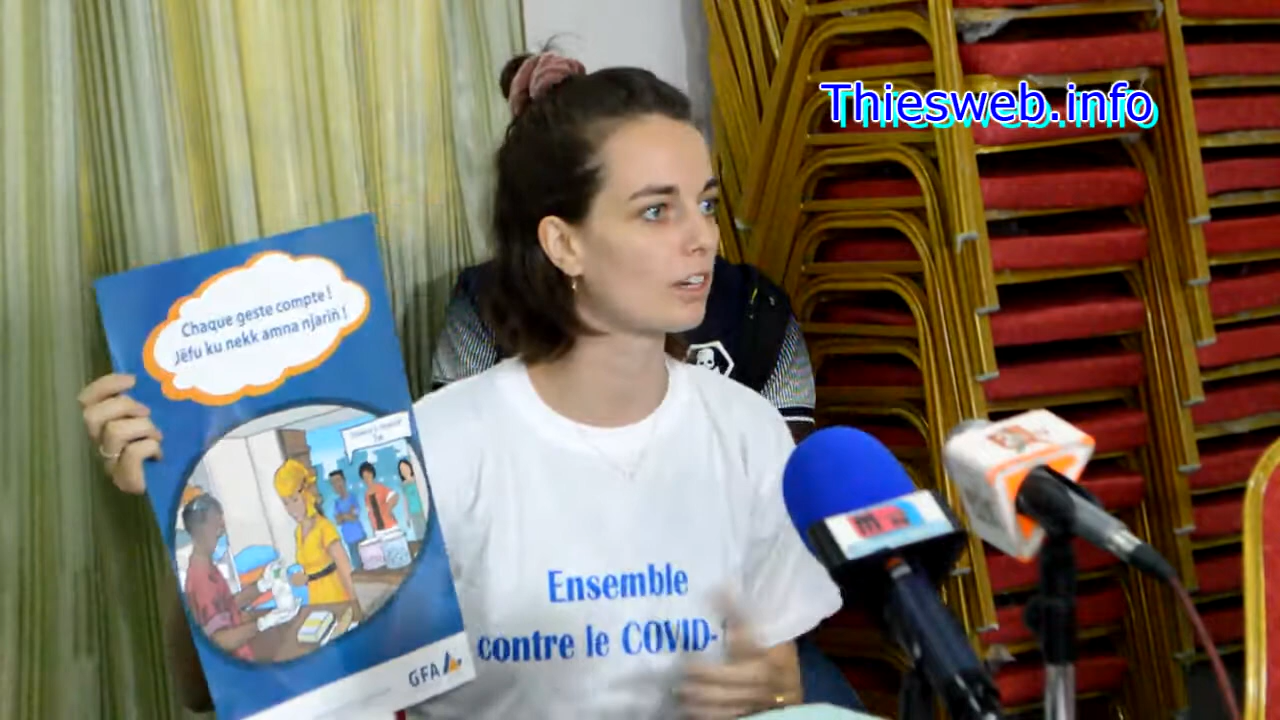 Thiesweb.info
Chaque geste compte !
Jëfu ku nekk amna njariñ !
GFA
Ensemble
contre le COVID-